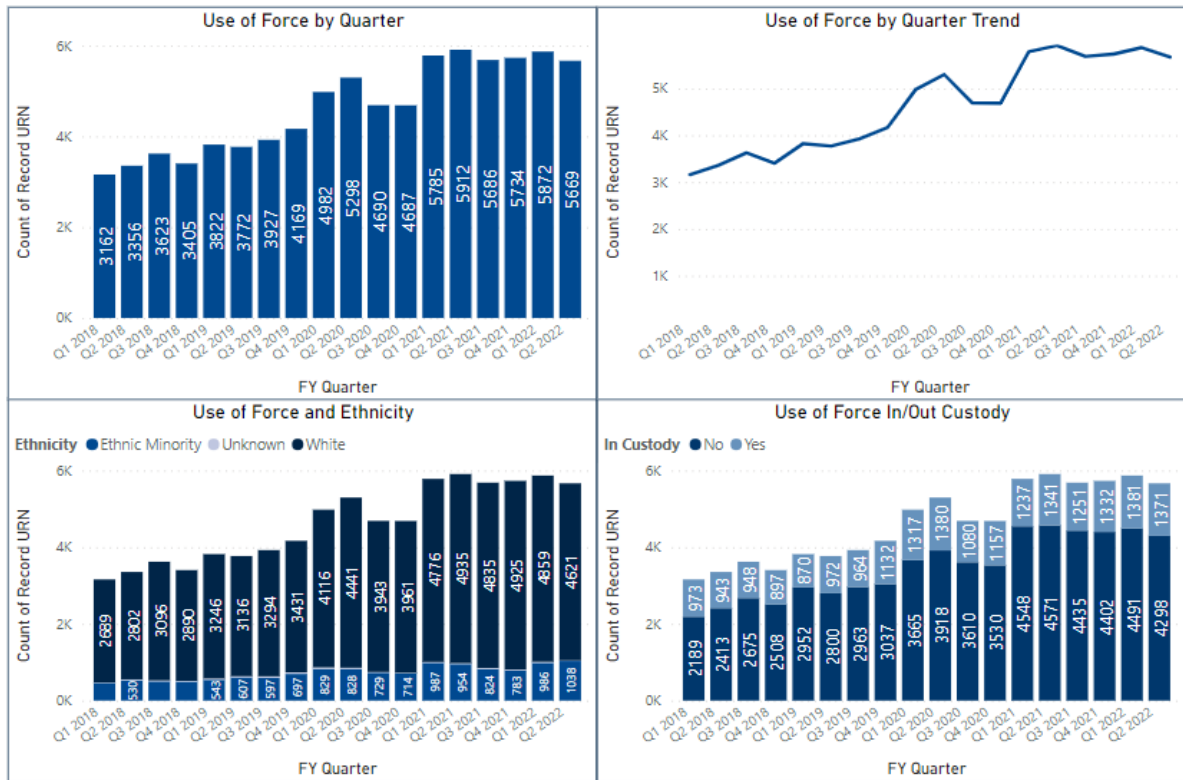 Use of Force by Quarter
Count of Record URN
6K
4K
2K
0K
3162 3356 3623 3405 3822 3772 3927 4169 4982 5298 4690 4687 5785 5912 5686 5734 5872 5669
Q1 2018 Q2 2018 Q3 2018 Q4 2018 Q1 2019 Q2 2019 Q3 2019 Q4 2019 Q1 2020 Q2 2020 Q3 2020 Q4 2020 Q1 2021 Q2 2021 Q3 2021 Q4 2021 Q1 2022 Q2 2022
FY Quarter
Use of Force by Quarter Trend
Count of Record URN
5K
4K
3K
2K
1K
Q1 2018 Q2 2018 Q3 2018 Q4 2018 Q1 2019 Q2 2019 Q3 2019 Q4 2019 Q1 2020 Q2 2020 Q3 2020 Q4 2020 Q1 2021 Q2 2021 Q3 2021 Q4 2021 Q1 2022 Q2 2022
FY Quarter
Use of Force and Ethnicity
Ethnicity Ethnic Minority Unknown White
Count of Record URN
6K
4K
2K
0K
2689 2802 3096 2890 3246 3136 3294 3431 4116 4441 3943 3961 4776 4935 4835 4925 4859 4621
530 543 607 597 697 829 828 729 714 987 954 824 783 986 1038
Q1 2018 Q2 2018 Q3 2018 Q4 2018 Q1 2019 Q2 2019 Q3 2019 Q4 2019 Q1 2020 Q2 2020 Q3 2020 Q4 2020 Q1 2021 Q2 2021 Q3 2021 Q4 2021 Q1 2022 Q2 2022
FY Quarter
Use of Force In/Out Custody
In Custody No Yes
Count of Record URN
6K
4K
2K
0K
973 943 948 897 870 972 964 1132 1317 1380 1080 1157 1237 1341 1251 1332 1381 1371
2189 2413 2675 2508 2952 2800 2963 3037 3665 3918 3610 3530 4548 4571 4435 4402 4491 4298
Q1 2018 Q2 2018 Q3 2018 Q4 2018 Q1 2019 Q2 2019 Q3 2019 Q4 2019 Q1 2020 Q2 2020 Q3 2020 Q4 2020 Q1 2021 Q2 2021 Q3 2021 Q4 2021 Q1 2022 Q2 2022
FY Quarter